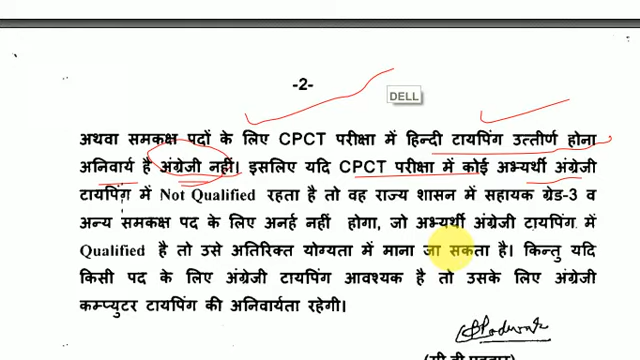 -2-
DELL
अथवा समकक्ष पदों के लिए CPCT परीक्षा में हिन्दी टायपिंग उत्तीर्ण होना
अनिवार्य है अंग्रेजी नहीं। इसलिए यदि CPCT परीक्षा में कोई अभ्यर्थी अंग्रेजी
टायपिंग में Not Qualified रहता है तो वह राज्य शासन में सहायक ग्रेड-3 व
अन्य समकक्ष पद के लिए अनर्ह नहीं होगा, जो अभ्यर्थी अंग्रेजी टायपिंग में
Qualified है तो उसे अतिरिक्त योग्यता में माना जा सकता है। किन्तु यदि
किसी पद के लिए अंग्रेजी टायपिंग आवश्यक है तो उसके लिए अंग्रेजी
कम्प्युटर टायपिंग की अनिवार्यता रहेगी।